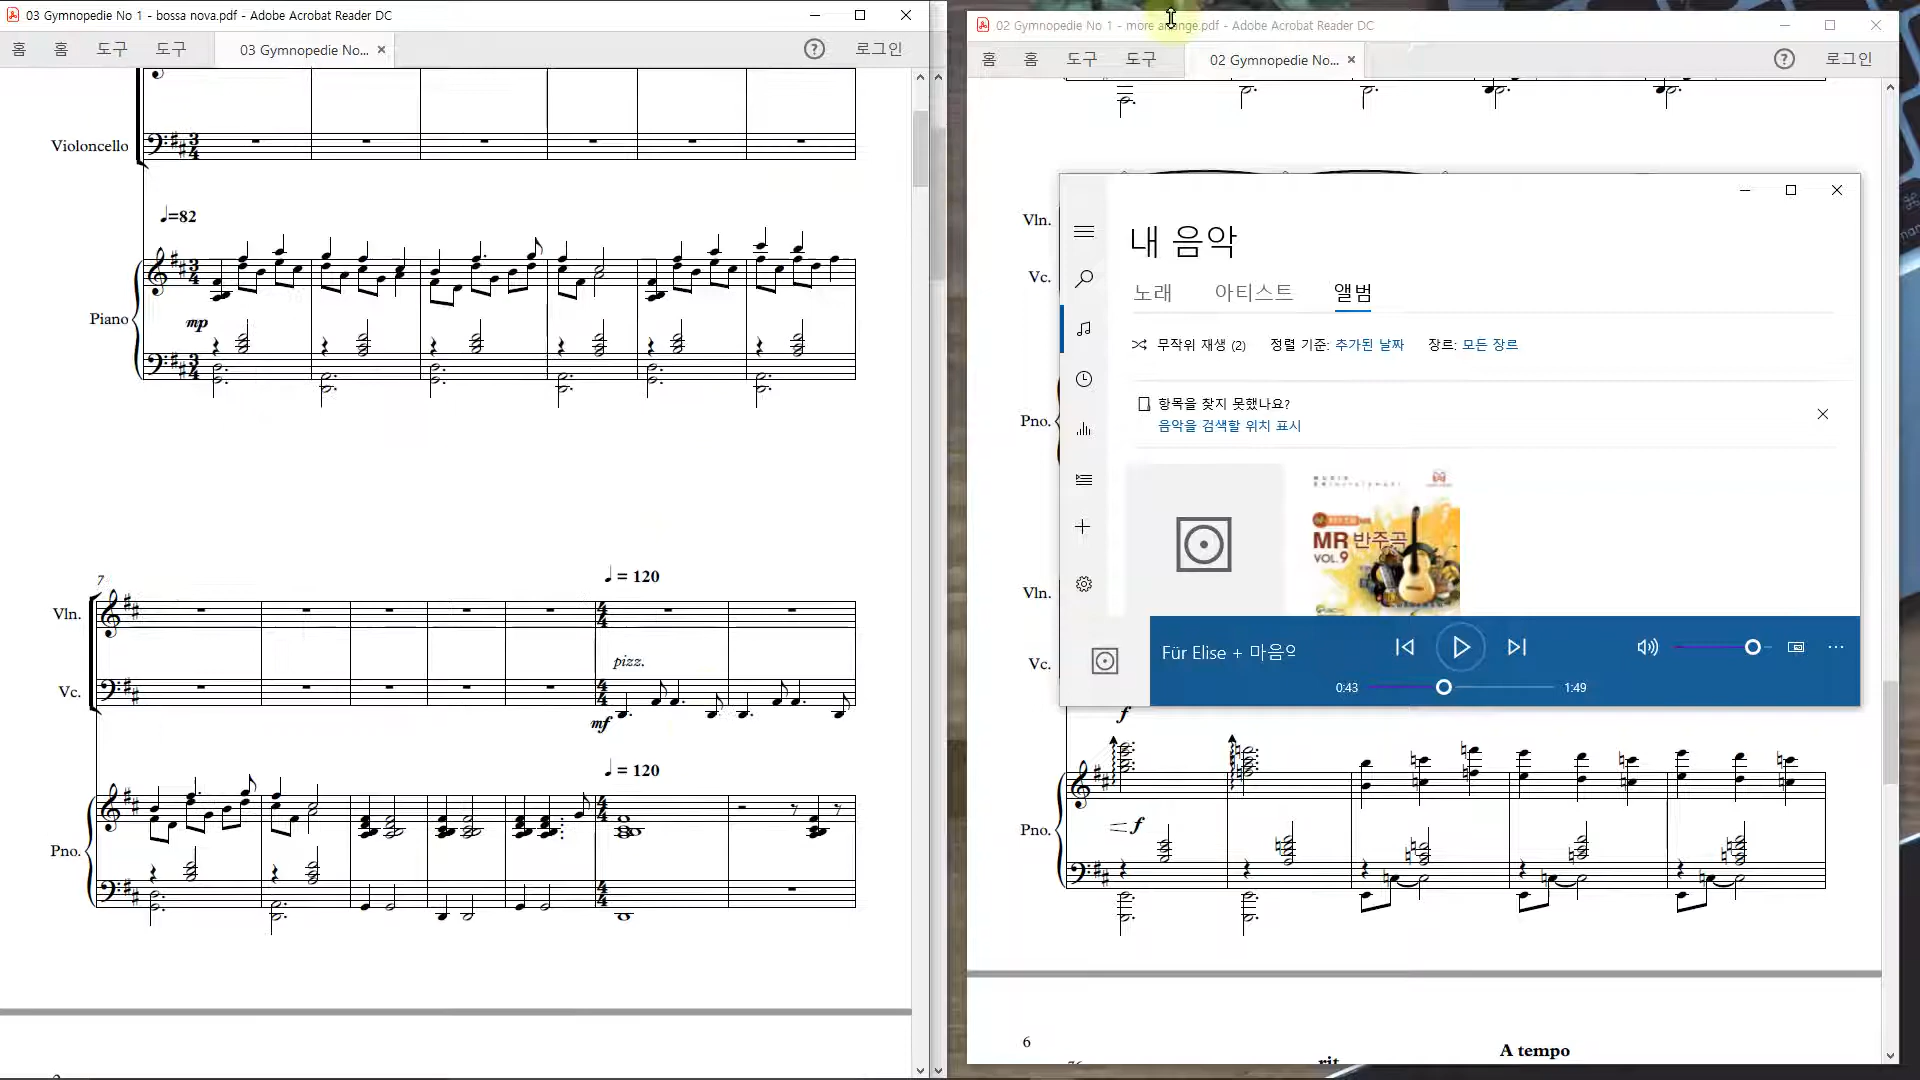 03 Gymnopedie No 1 - bossa nova.pdf - Adobe Acrobat Reader DC
홈 홈 도구 도구 03 Gymnopedie No... × ? 로그인
Violoncello
♩=82
Piano
mp
7
♩ = 120
Vln.
pizz.
Vc.
mf
♩ = 120
Pno.
02 Gymnopedie No 1 - more arrange.pdf - Adobe Acrobat Reader DC
홈 홈 도구 도구 02 Gymnopedie No... × ? 로그인
Vln.
Vc.
Pno.
Vln.
Vc.
내 음악
노래 아티스트 앨범
무작위 재생 (2) 정렬 기준: 추가된 날짜 장르: 모든 장르
항목을 찾지 못했나요?
음악을 검색할 위치 표시
MR 반주곡
VOL.9
Für Elise + 마음의
0:43 1:49
f
f
Pno.
6
rit.
A tempo